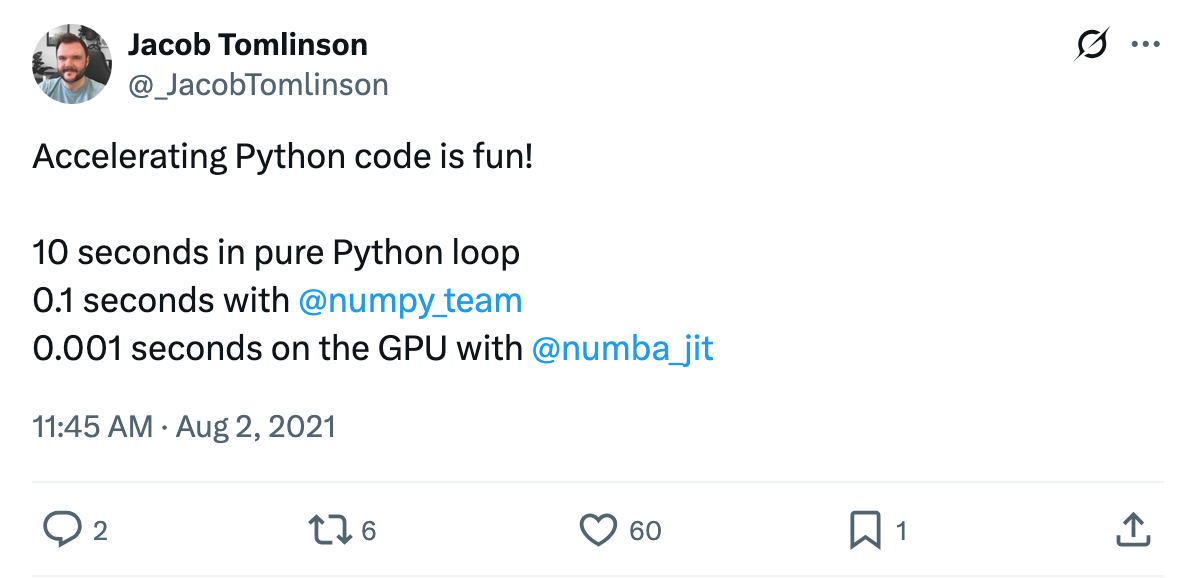 Jacob Tomlinson
@_JacobTomlinson
Accelerating Python code is fun!
10 seconds in pure Python loop
0.1 seconds with @numpy_team
0.001 seconds on the GPU with @numba_jit
11:45 AM · Aug 2, 2021
2 6 60 1